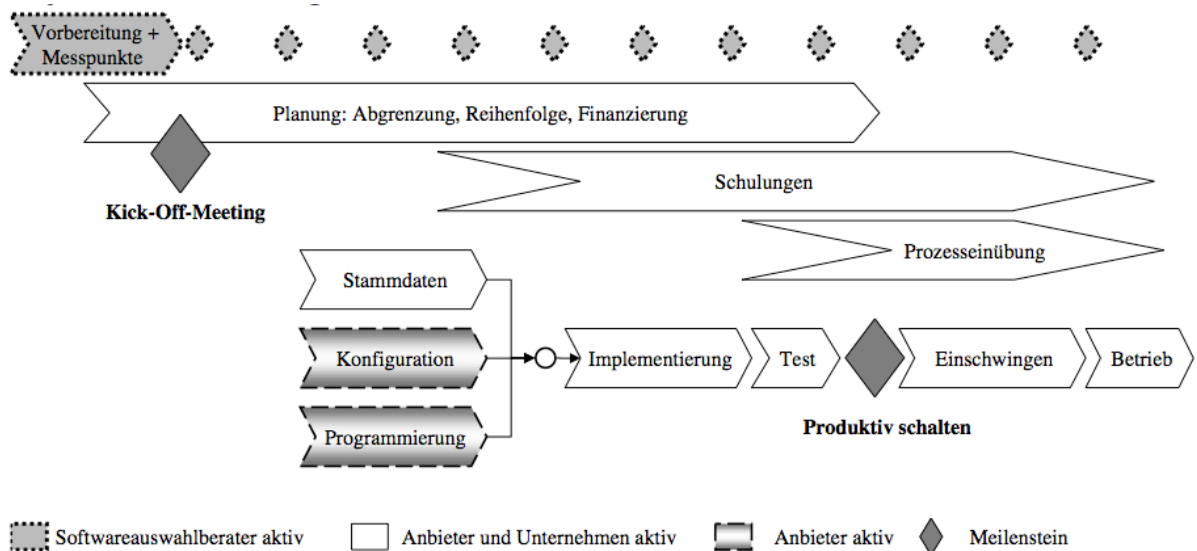 Vorbereitung +
Messpunkte
Planung: Abgrenzung, Reihenfolge, Finanzierung
Kick-Off-Meeting
Schulungen
Prozesseinübung
Stammdaten
Konfiguration
Programmierung
Implementierung
Test
Einschwingen
Betrieb
Produktiv schalten
Softwareauswahlberater aktiv
Anbieter und Unternehmen aktiv
Anbieter aktiv
Meilenstein